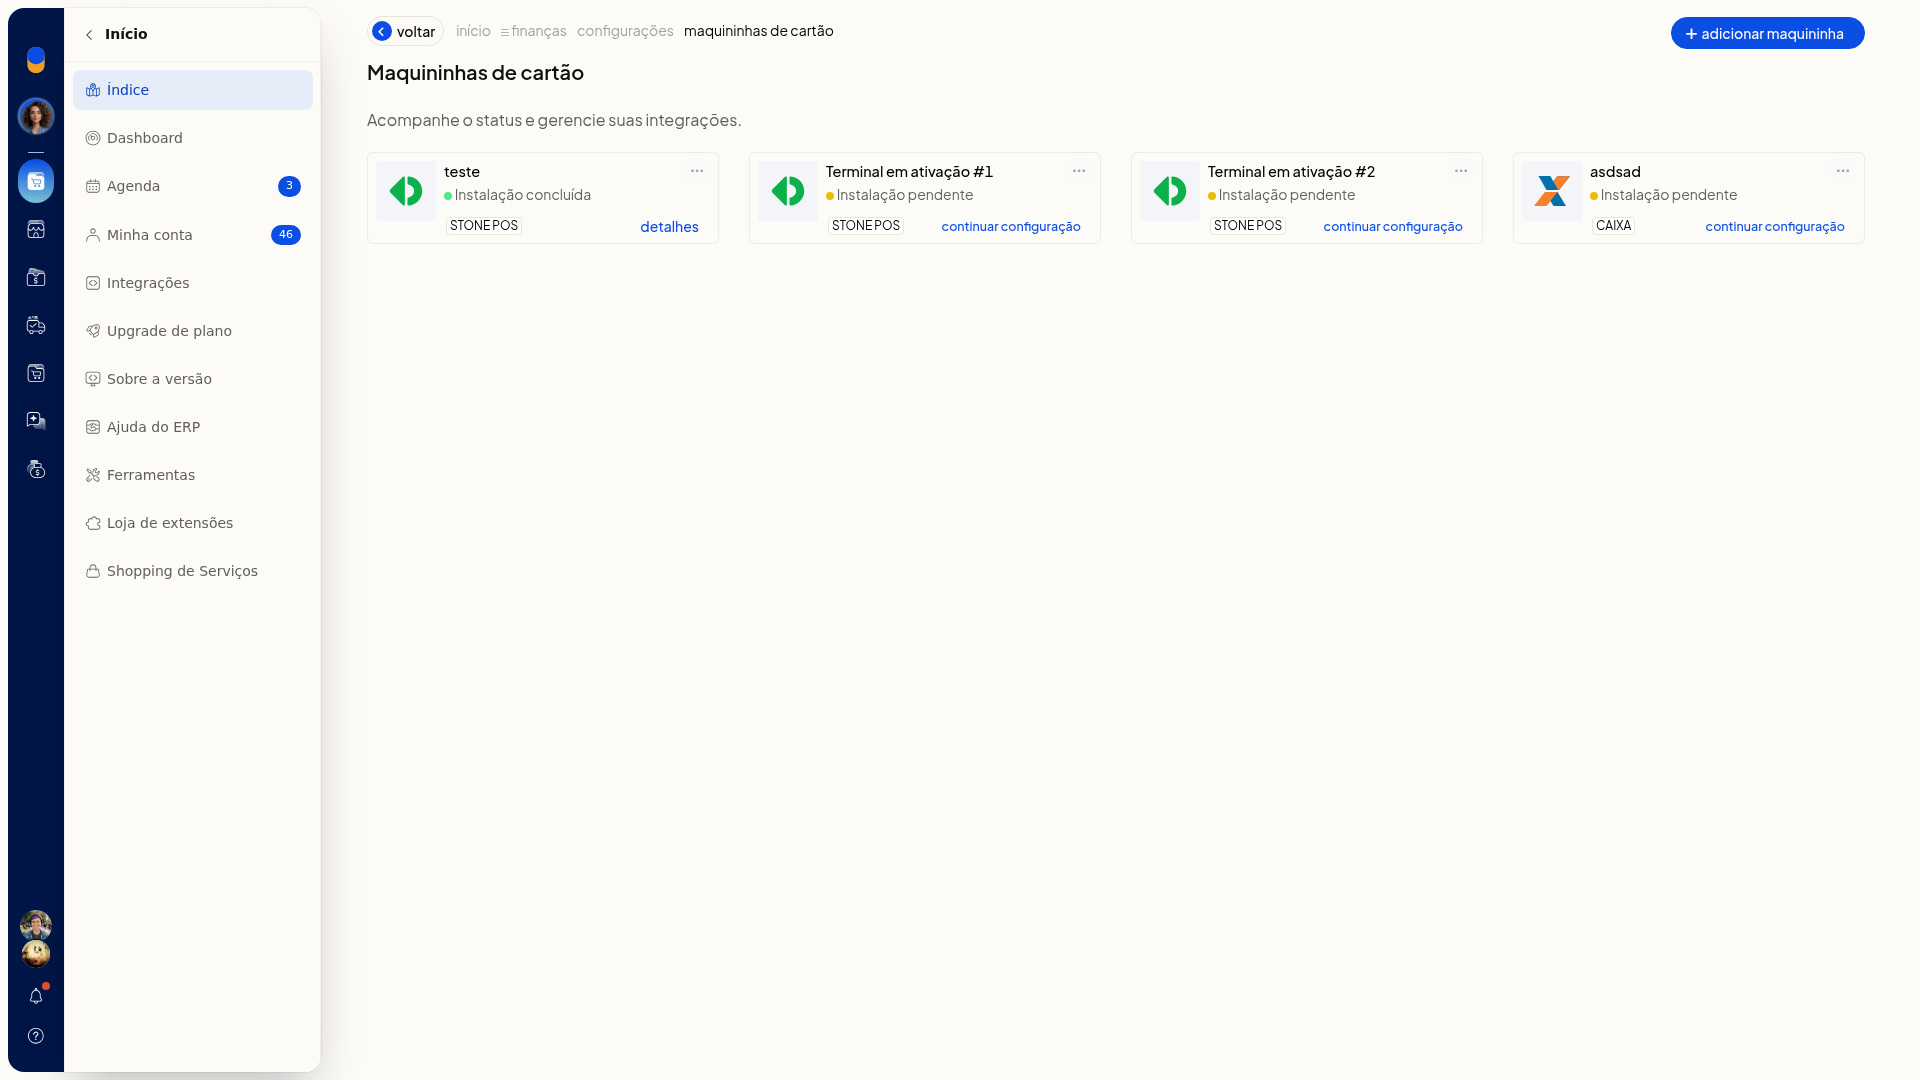 Início
Índice
Dashboard
Agenda 3
Minha conta 46
Integrações
Upgrade de plano
Sobre a versão
Ajuda do ERP
Ferramentas
Loja de extensões
Shopping de Serviços
voltar início finanças configurações maquininhas de cartão
+ adicionar maquininha
Maquininhas de cartão
Acompanhe o status e gerencie suas integrações.
teste
Instalação concluída
STONE POS detalhes
Terminal em ativação #1
Instalação pendente
STONE POS continuar configuração
Terminal em ativação #2
Instalação pendente
STONE POS continuar configuração
asdsad
Instalação pendente
CAIXA continuar configuração